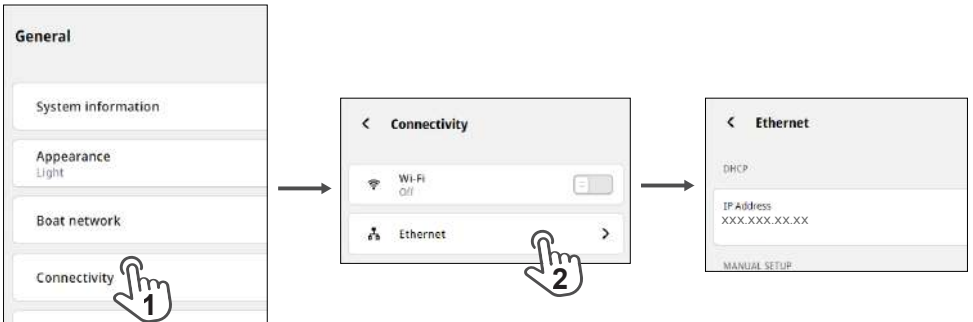 General
System information
Appearance
Light
Boat network
Connectivity
1
Connectivity
Wi-Fi
Off
Ethernet
2
Ethernet
DHCP
IP Address
XXX.XXX.XX.XX
MANUAL SETUP